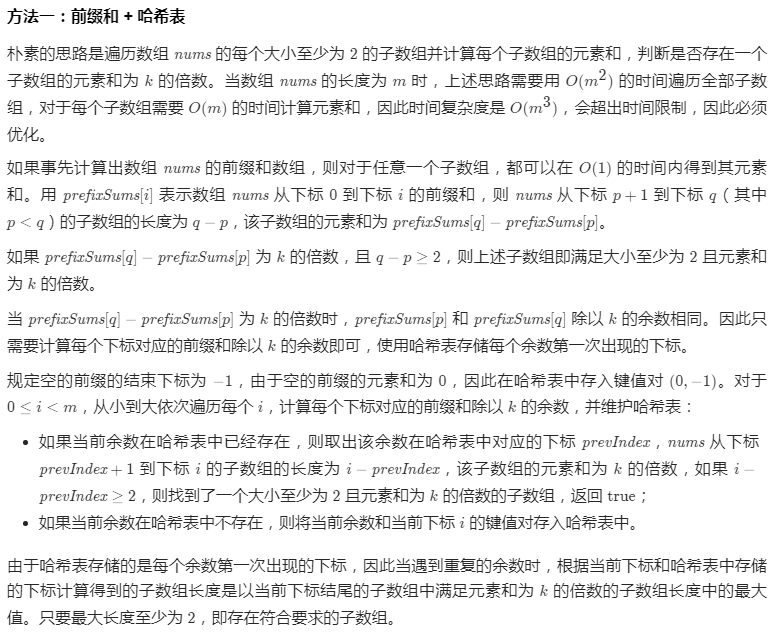 方法一：前缀和 + 哈希表
朴素的思路是遍历数组 nums 的每个大小至少为 2 的子数组并计算每个子数组的元素和，判断是否存在一个
子数组的元素和为 k 的倍数。当数组 nums 的长度为 m 时，上述思路需要用 O(m²) 的时间遍历全部子数
组，对于每个子数组需要 O(m) 的时间计算元素和，因此时间复杂度是 O(m³)，会超出时间限制，因此必须
优化。
如果事先计算出数组 nums 的前缀和数组，则对于任意一个子数组，都可以在 O(1) 的时间内得到其元素
和。用 prefixSums[i] 表示数组 nums 从下标 0 到下标 i 的前缀和，则 nums 从下标 p + 1 到下标 q（其中
p < q）的子数组的长度为 q − p，该子数组的元素和为 prefixSums[q] − prefixSums[p]。
如果 prefixSums[q] − prefixSums[p] 为 k 的倍数，且 q − p ≥ 2，则上述子数组即满足大小至少为 2 且元素和
为 k 的倍数。
当 prefixSums[q] − prefixSums[p] 为 k 的倍数时，prefixSums[p] 和 prefixSums[q] 除以 k 的余数相同。因此只
需要计算每个下标对应的前缀和除以 k 的余数即可，使用哈希表存储每个余数第一次出现的下标。
规定空的前缀的结束下标为 −1，由于空的前缀的元素和为 0，因此在哈希表中存入键值对 (0, −1)。对于
0 ≤ i < m，从小到大依次遍历每个 i，计算每个下标对应的前缀和除以 k 的余数，并维护哈希表：
• 如果当前余数在哈希表中已经存在，则取出该余数在哈希表中对应的下标 prevIndex，nums 从下标
prevIndex + 1 到下标 i 的子数组的长度为 i − prevIndex，该子数组的元素和为 k 的倍数，如果 i −
prevIndex ≥ 2，则找到了一个大小至少为 2 且元素和为 k 的倍数的子数组，返回 true；
• 如果当前余数在哈希表中不存在，则将当前余数和当前下标 i 的键值对存入哈希表中。
由于哈希表存储的是每个余数第一次出现的下标，因此当遇到重复的余数时，根据当前下标和哈希表中存储
的下标计算得到的子数组长度是以当前下标结尾的子数组中满足元素和为 k 的倍数的子数组长度中的最大
值。只要最大长度至少为 2，即存在符合要求的子数组。